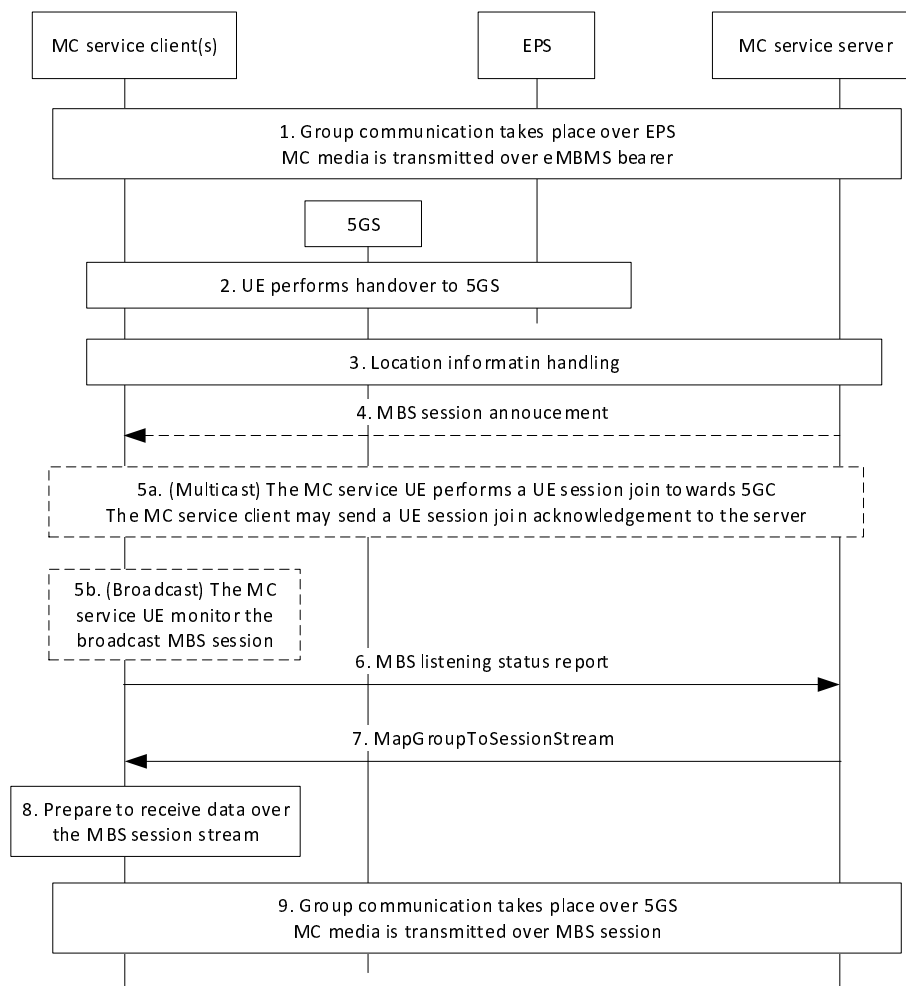 MC service client(s)
EPS
MC service server
1. Group communication takes place over EPS
MC media is transmitted over eMBMS bearer
5GS
2. UE performs handover to 5GS
3. Location informatin handling
4. MBS session annoucement
5a. (Multicast) The MC service UE performs a UE session join towards 5GC
The MC service client may send a UE session join acknowledgement to the server
5b. (Broadcast) The MC
service UE monitor the
broadcast MBS session
6. MBS listening status report
7. MapGroupToSessionStream
8. Prepare to receive data over
the MBS session stream
9. Group communication takes place over 5GS
MC media is transmitted over MBS session